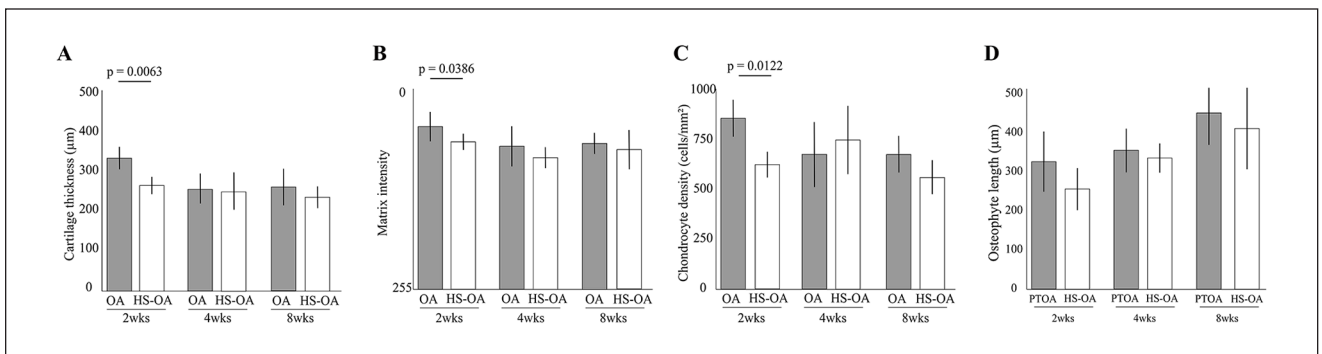 A
p = 0.0063
Cartilage thickness (µm)
500
400
300
200
100
0
OA HS-OA OA HS-OA OA HS-OA
2wks 4wks 8wks
B
p = 0.0386
Matrix intensity
0
255
OA HS-OA OA HS-OA OA HS-OA
2wks 4wks 8wks
C
p = 0.0122
Chondrocyte density (cells/mm²)
1000
750
500
250
750
0
OA HS-OA OA HS-OA OA HS-OA
2wks 4wks 8wks
D
Osteophyte length (µm)
500
400
300
200
100
0
PTOA HS-OA PTOA HS-OA PTOA HS-OA
2wks 4wks 8wks